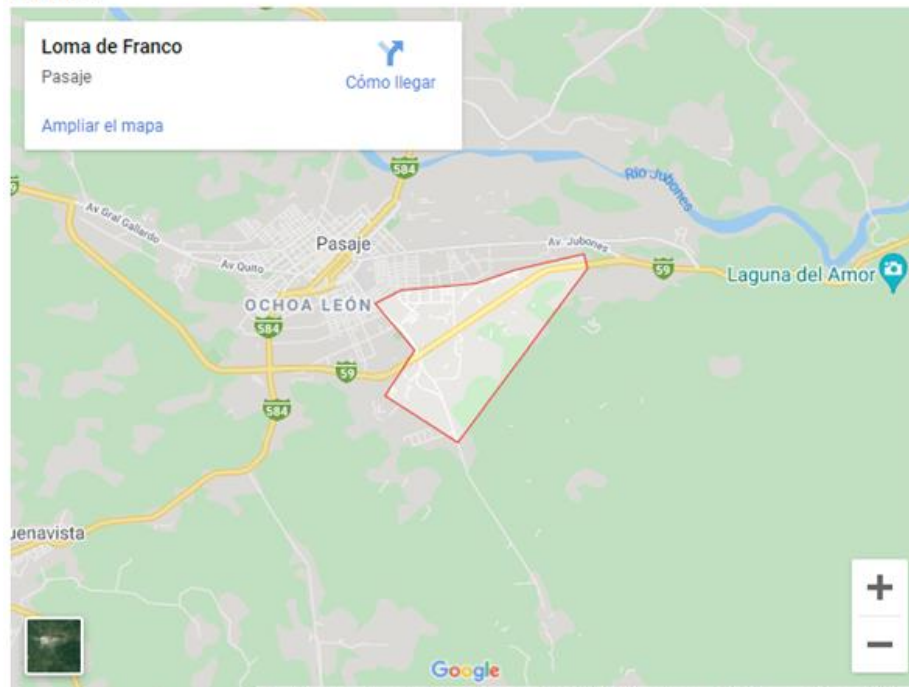 Loma de Franco
Pasaje
Cómo llegar
Ampliar el mapa
584
Río Jubones
Av Gral Gallardo
Pasaje
Av. Jubones
Av Quito
59
Laguna del Amor
OCHOA LEÓN
584
59
584
uenavista
+
−
Google